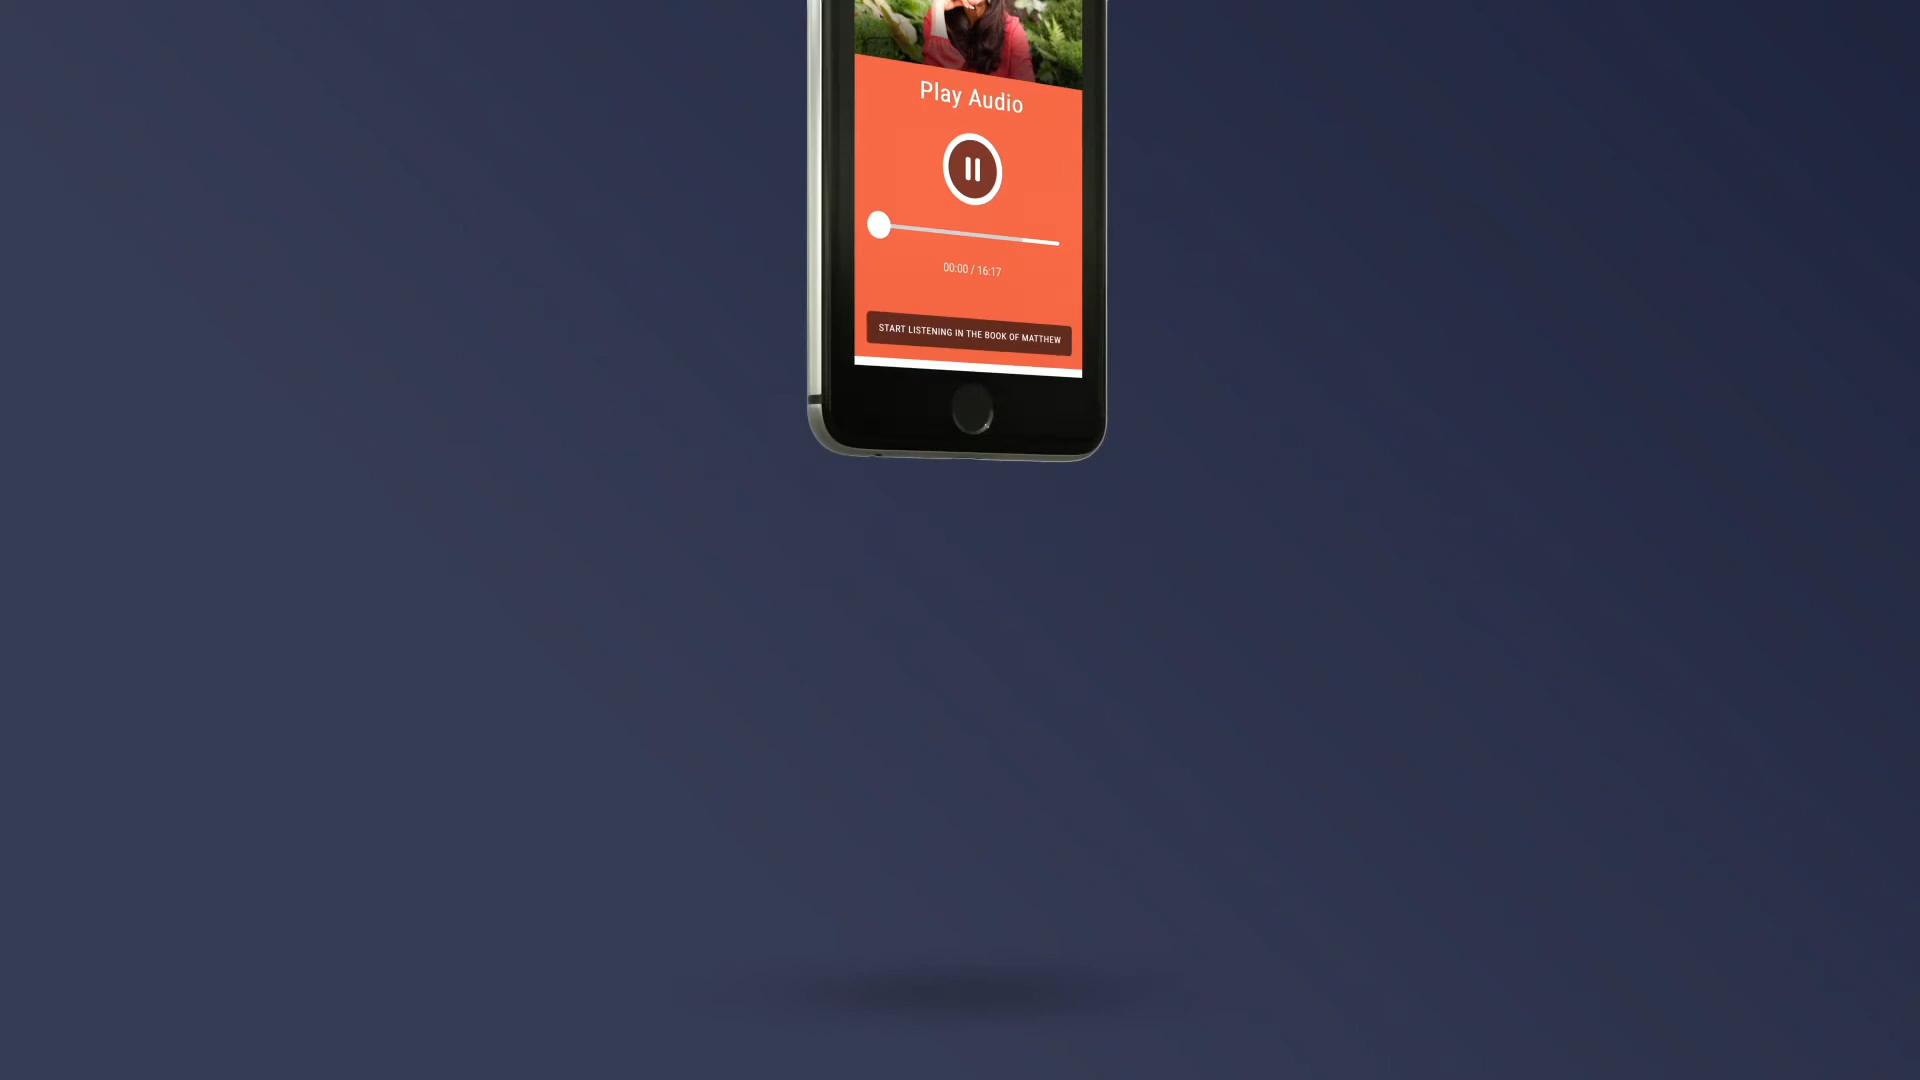 Play Audio
00:00 / 16:17
START LISTENING IN THE BOOK OF MATTHEW